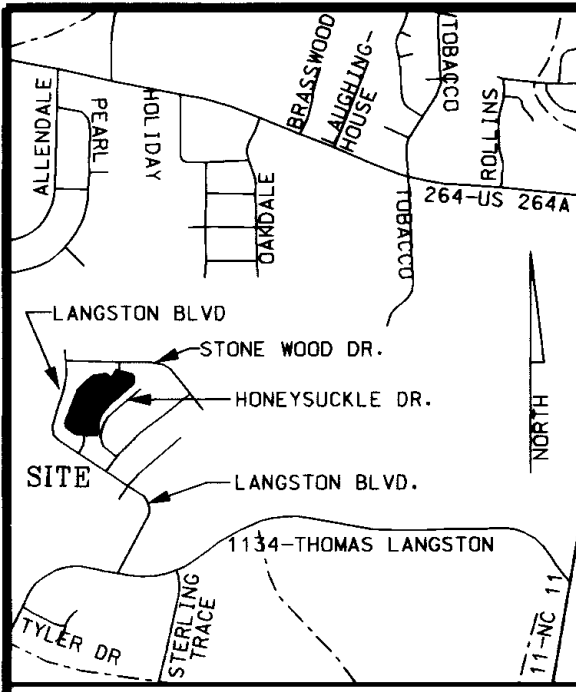 BRASSWOOD
LAUGHING-
HOUSE
TOBACCO
ROLLINS
ALLENDALE
PEARL
HOLIDAY
OAKDALE
TOBACCO
264-US 264A
LANGSTON BLVD
STONE WOOD DR.
HONEYSUCKLE DR.
NORTH
SITE
LANGSTON BLVD.
1134-THOMAS LANGSTON
TYLER DR
STERLING
TRACE
11-NC 11